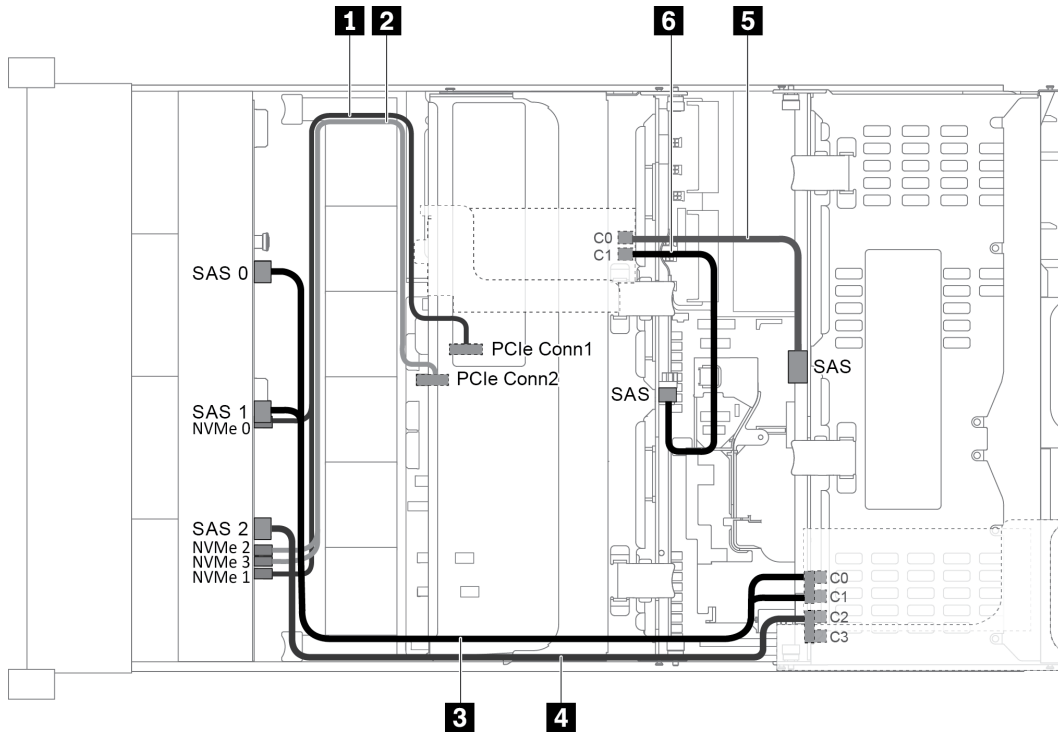 1 2 6 5
C0
C1
SAS 0
PCIe Conn1
SAS
PCIe Conn2
SAS
SAS 1
NVMe 0
SAS 2
NVMe 2
NVMe 3
NVMe 1
C0
C1
C2
C3
3 4